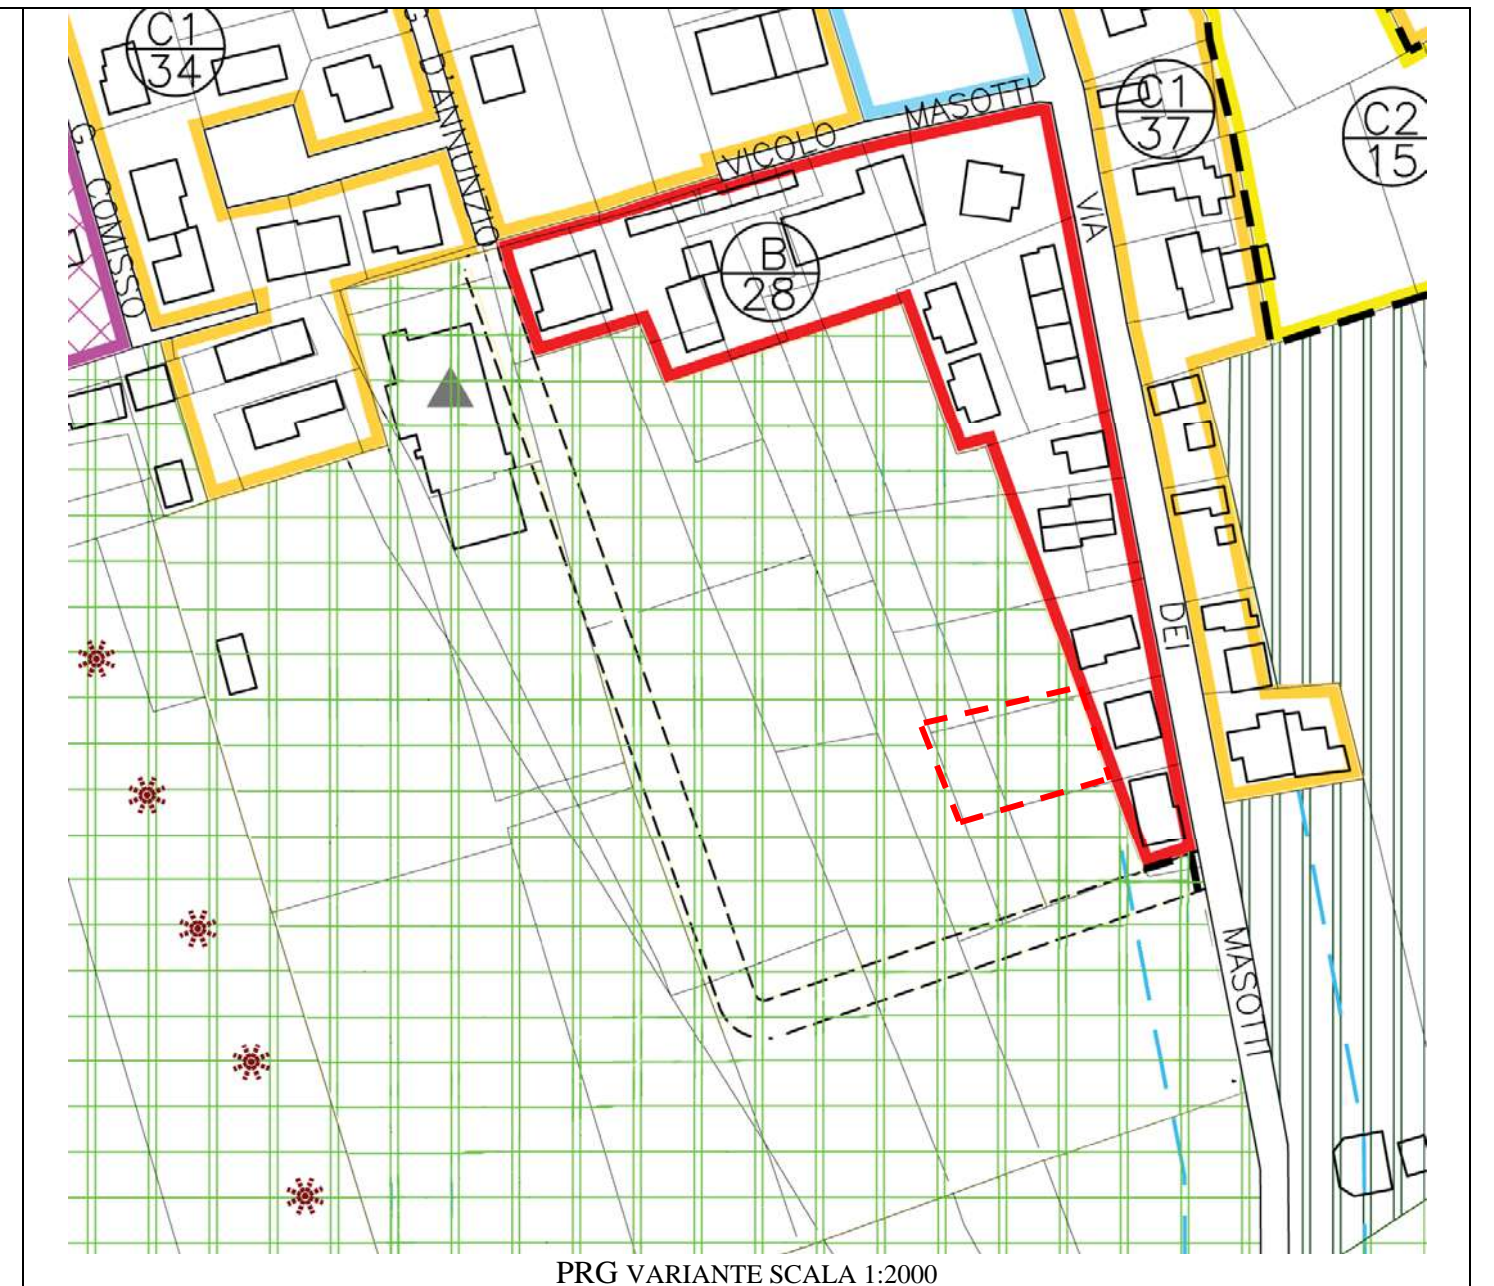 C1
34
G. D'ANNUNZIO
G. COMISSO
VICOLO MASOTTI
C1
37
C2
15
B
28
VIA DEI MASOTTI
PRG VARIANTE SCALA 1:2000